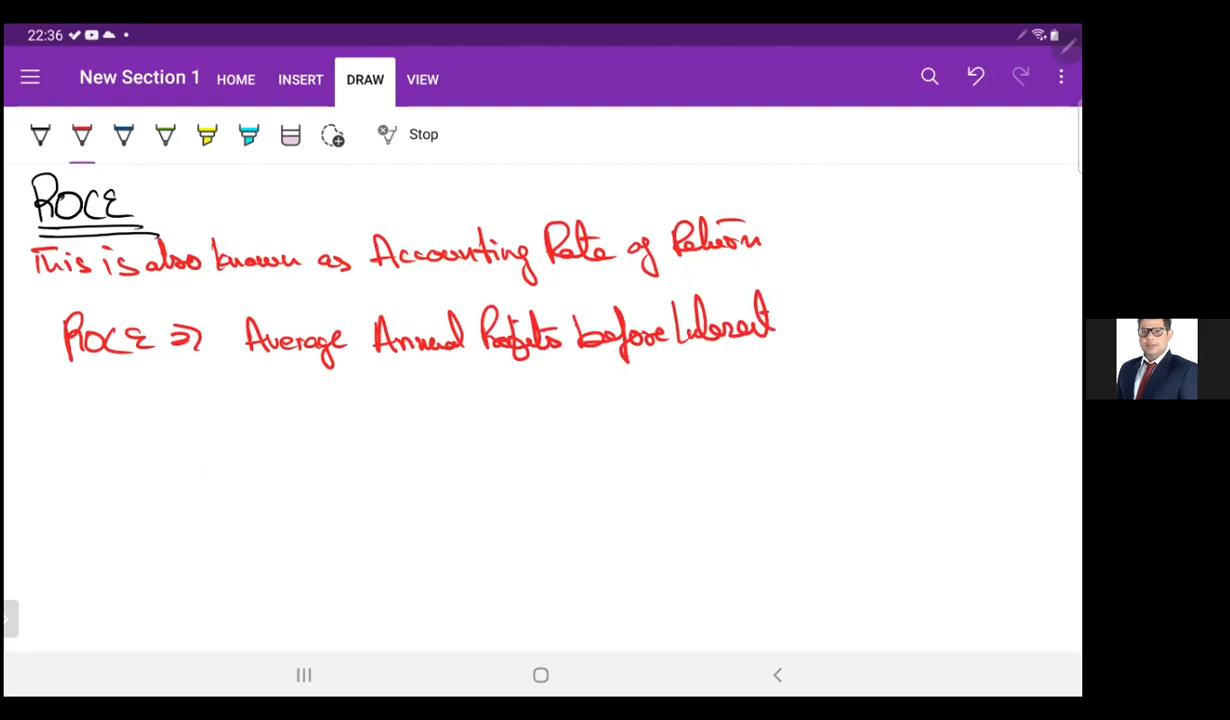 22:36
New Section 1 HOME INSERT DRAW VIEW
Stop
ROCE
This is also known as Accounting Rate of Return
ROCE ⇒ Average Annual Profits before Interest